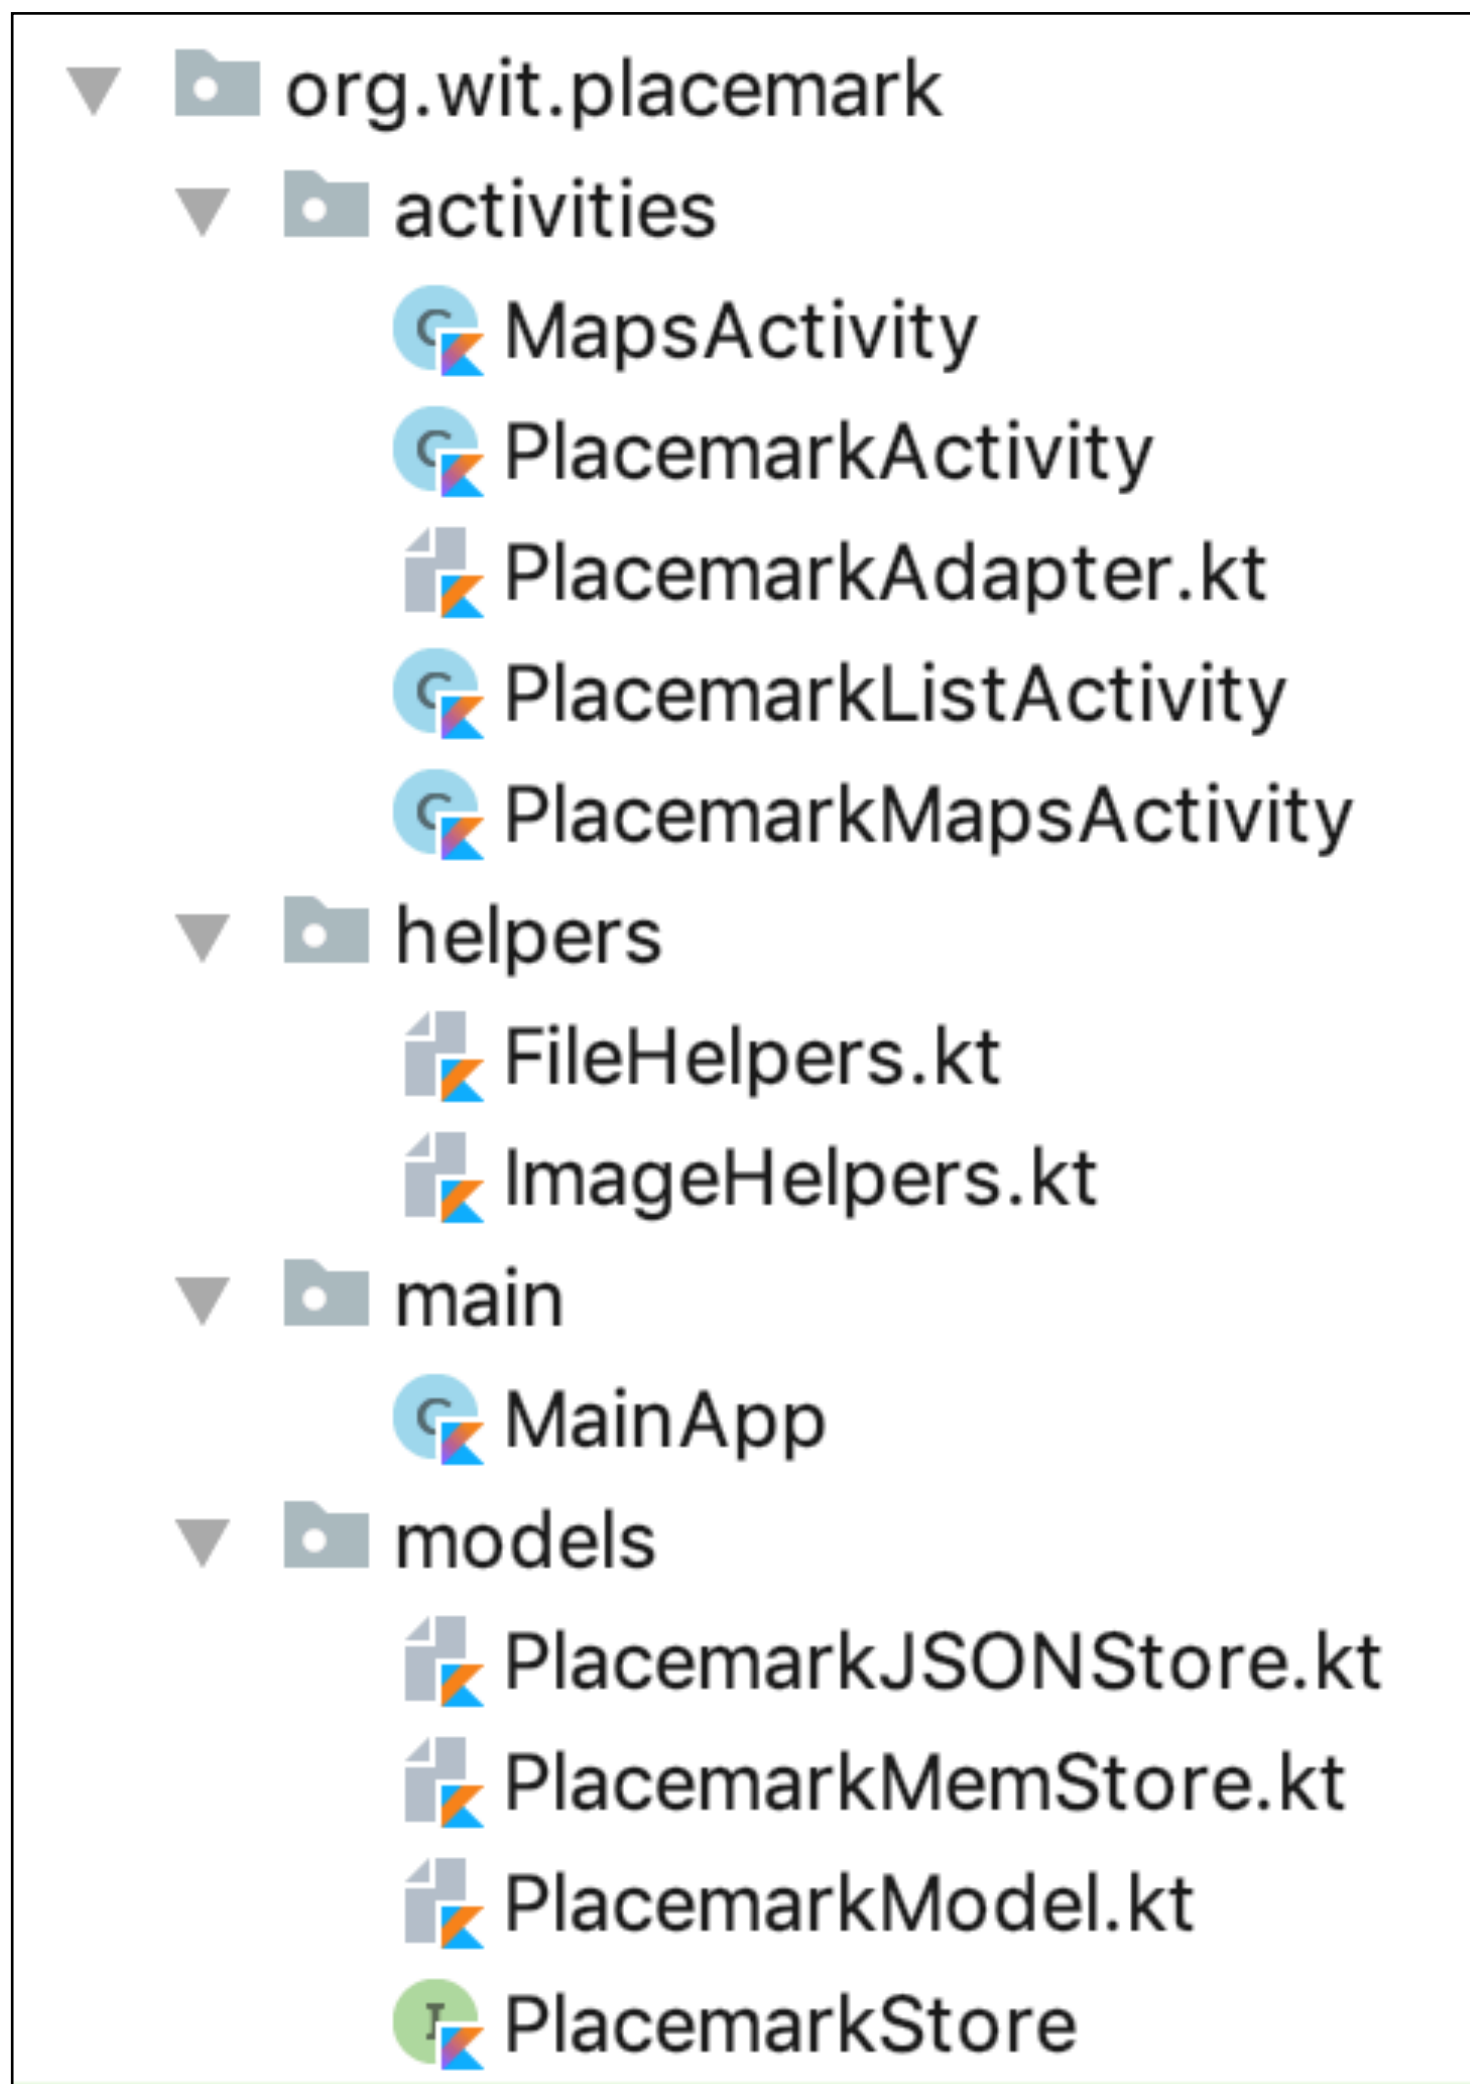 org.wit.placemark
activities
MapsActivity
PlacemarkActivity
PlacemarkAdapter.kt
PlacemarkListActivity
PlacemarkMapsActivity
helpers
FileHelpers.kt
ImageHelpers.kt
main
MainApp
models
PlacemarkJSONStore.kt
PlacemarkMemStore.kt
PlacemarkModel.kt
PlacemarkStore